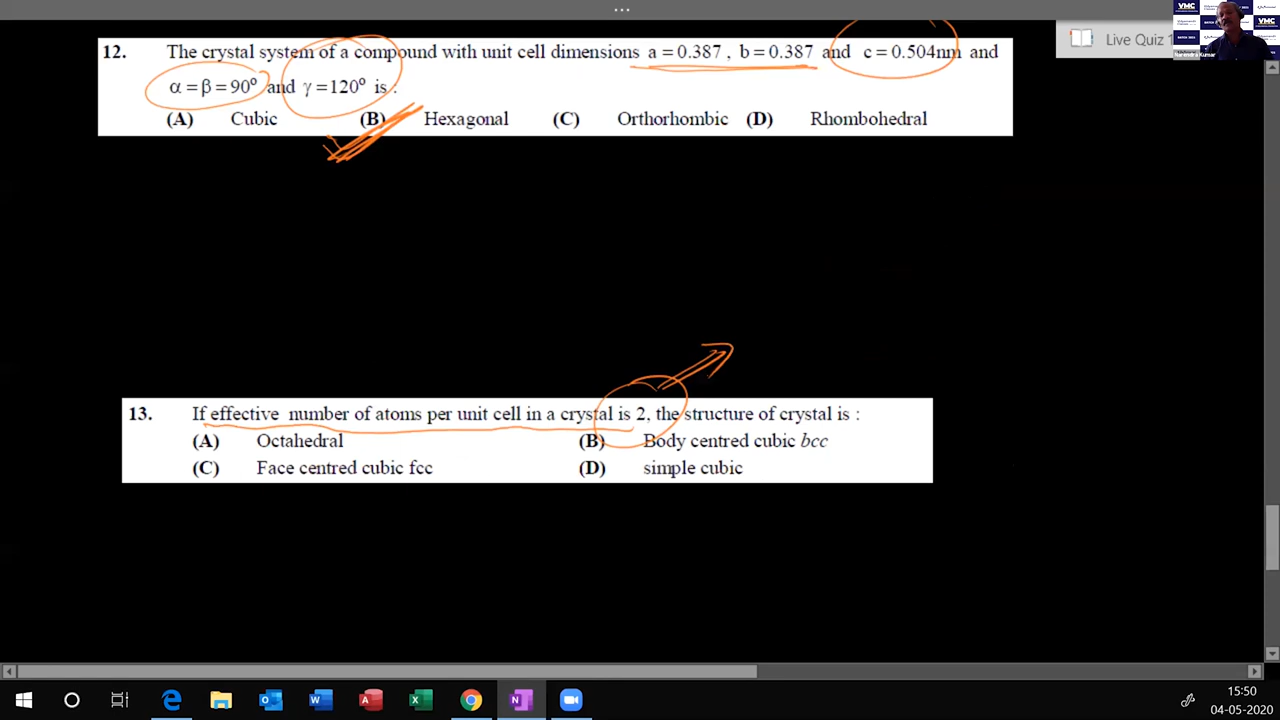 ...
12. The crystal system of a compound with unit cell dimensions a = 0.387 , b = 0.387 and c = 0.504nm and
α = β = 90° and γ = 120° is :
(A) Cubic (B) Hexagonal (C) Orthorhombic (D) Rhombohedral
Live Quiz 1
VMC
VMC
13. If effective number of atoms per unit cell in a crystal is 2, the structure of crystal is :
(A) Octahedral (B) Body centred cubic bcc
(C) Face centred cubic fcc (D) simple cubic
15:50
04-05-2020